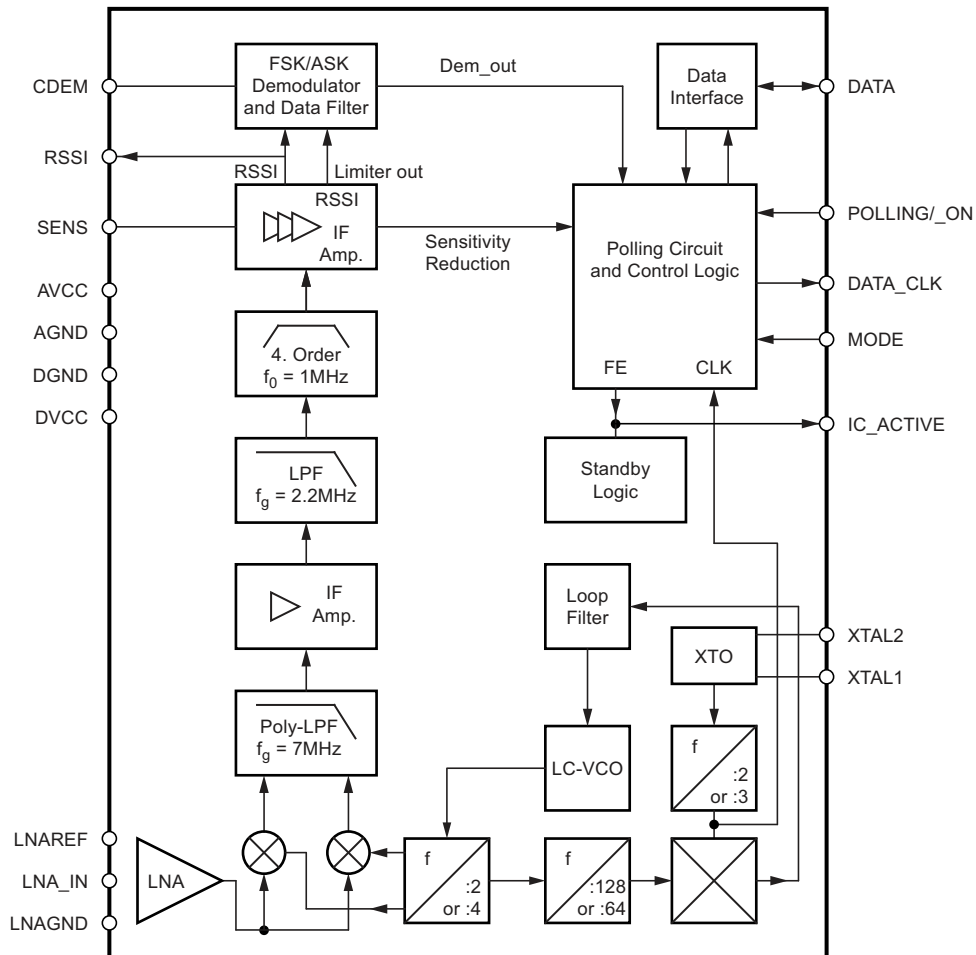 CDEM
FSK/ASK
Demodulator
and Data Filter
Dem_out
Data
Interface
DATA
RSSI
RSSI
Limiter out
SENS
RSSI
IF
Amp.
Sensitivity
Reduction
Polling Circuit
and Control Logic
FE
CLK
POLLING/_ON
DATA_CLK
MODE
IC_ACTIVE
AVCC
AGND
DGND
DVCC
4. Order
f0 = 1MHz
LPF
fg = 2.2MHz
Standby
Logic
IF
Amp.
Loop
Filter
XTO
XTAL2
XTAL1
Poly-LPF
fg = 7MHz
LC-VCO
f
:2
or :3
LNAREF
LNA_IN
LNAGND
LNA
f
:2
or :4
f
:128
or :64